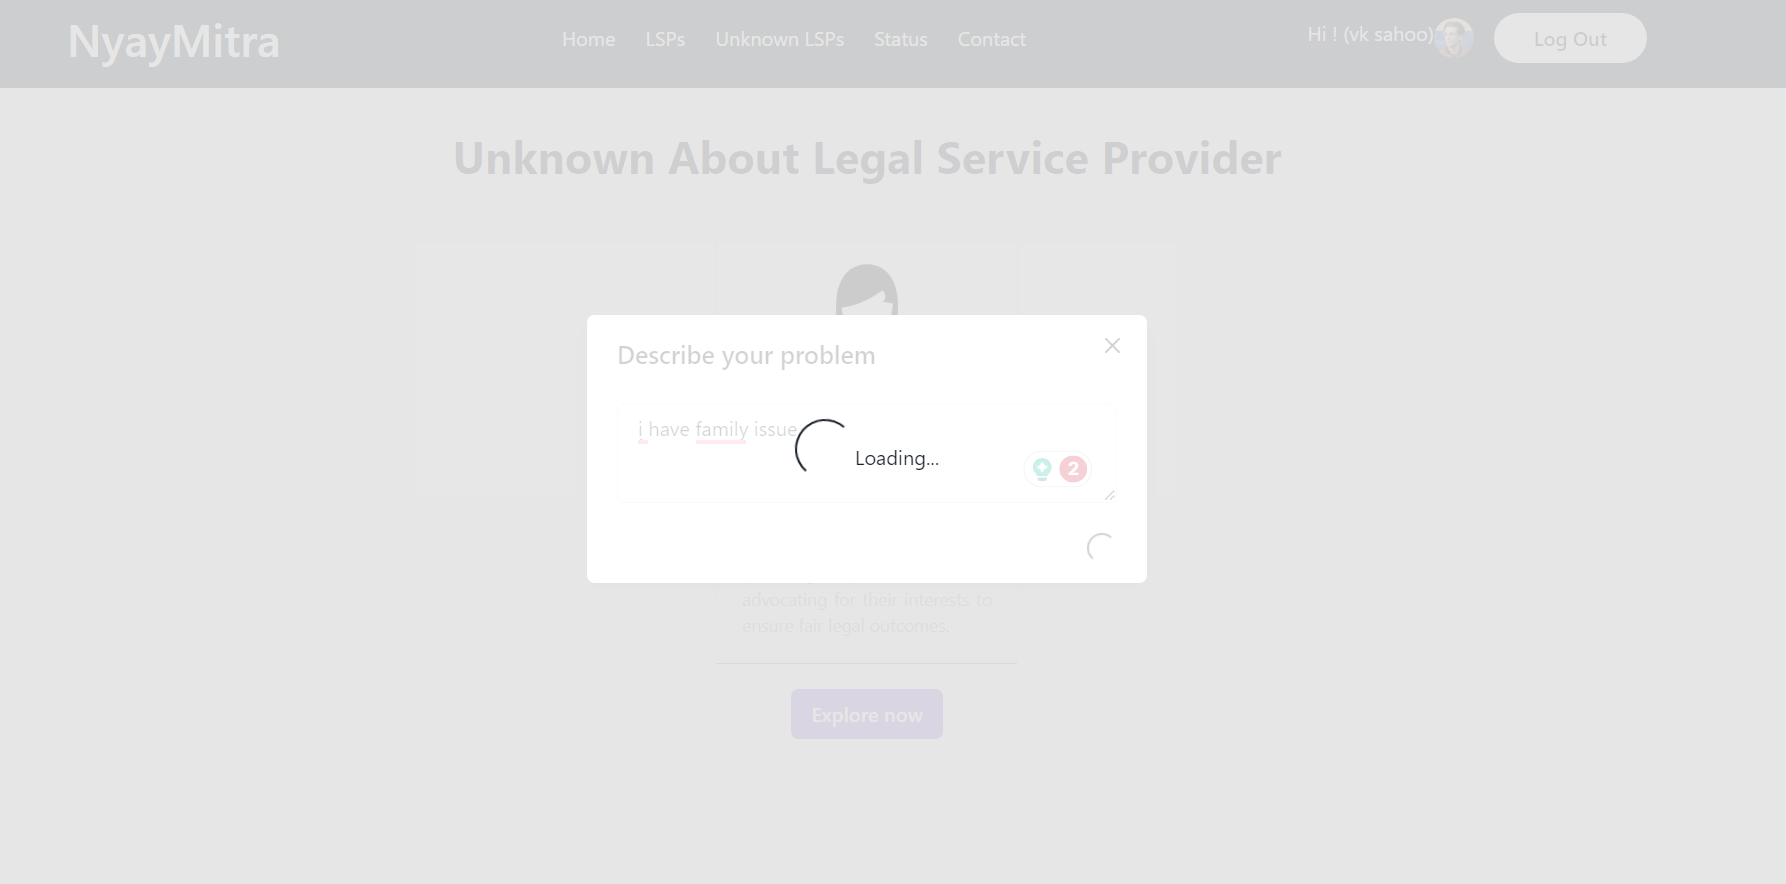 NyayMitra
Home LSPs Unknown LSPs Status Contact
Hi ! (vk sahoo)
Log Out
Unknown About Legal Service Provider
Describe your problem
i have family issue
Loading...
2
advocating for their interests to
ensure fair legal outcomes.
Explore now